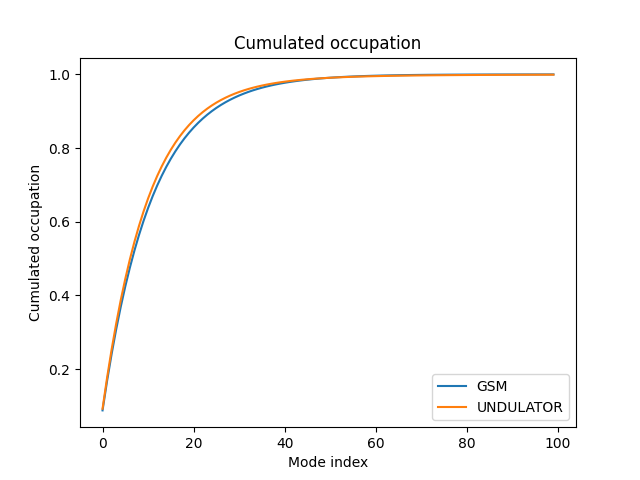 Cumulated occupation
Cumulated occupation
1.0
0.8
0.6
0.4
0.2
0 20 40 60 80 100
Mode index
GSM
UNDULATOR